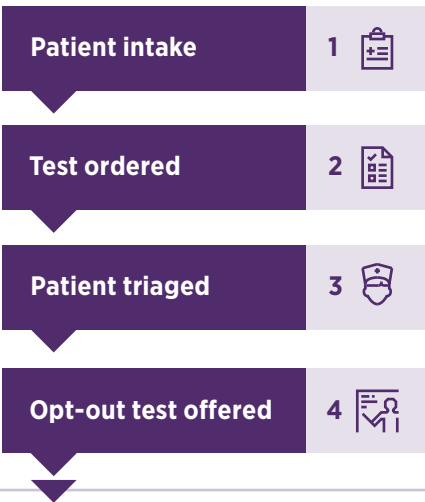 Patient intake 1
Test ordered 2
Patient triaged 3
Opt-out test offered 4